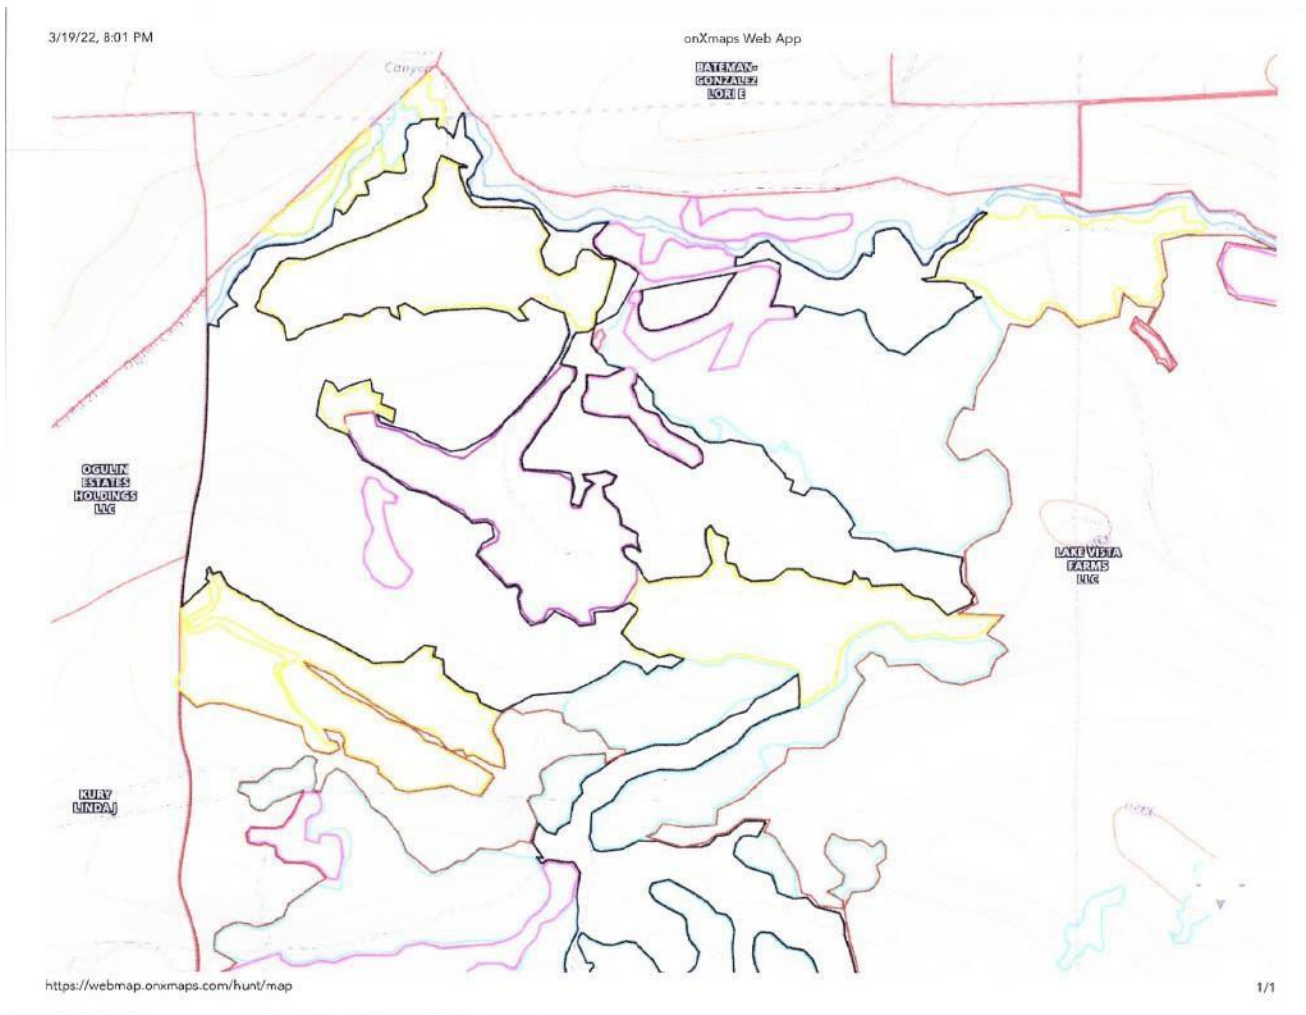 3/19/22, 8:01 PM
onXmaps Web App
Canyon
BATEMAN-
GONZALEZ
LORI E
OGULIN
ESTATES
HOLDINGS
LLC
LAKE VISTA
FARMS
LLC
KURY
LINDA J
https://webmap.onxmaps.com/hunt/map
1/1